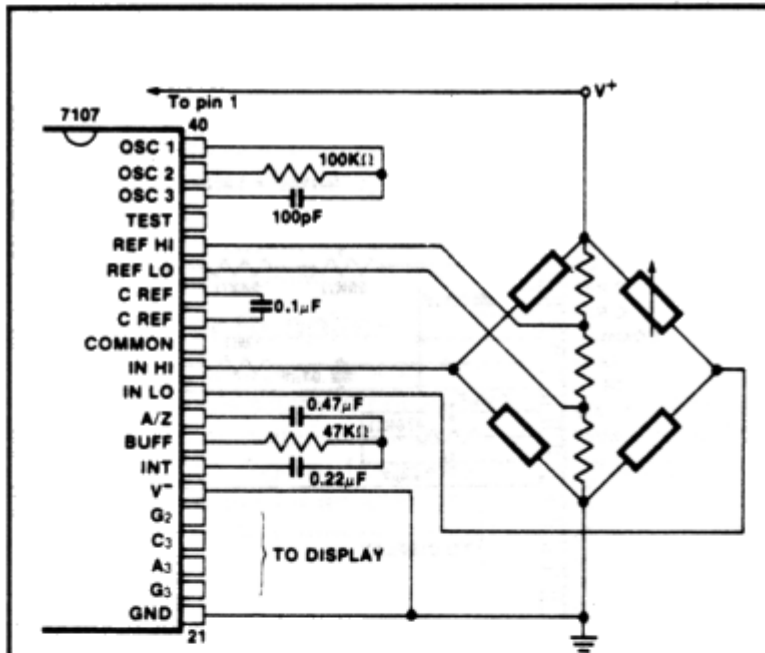 To pin 1
V+
7107
40
OSC 1
100KΩ
OSC 2
OSC 3
100pF
TEST
REF HI
REF LO
C REF
0.1μF
C REF
COMMON
IN HI
IN LO
0.47μF
A/Z
47KΩ
BUFF
INT
0.22μF
V−
G2
C3
TO DISPLAY
A3
G3
GND
21